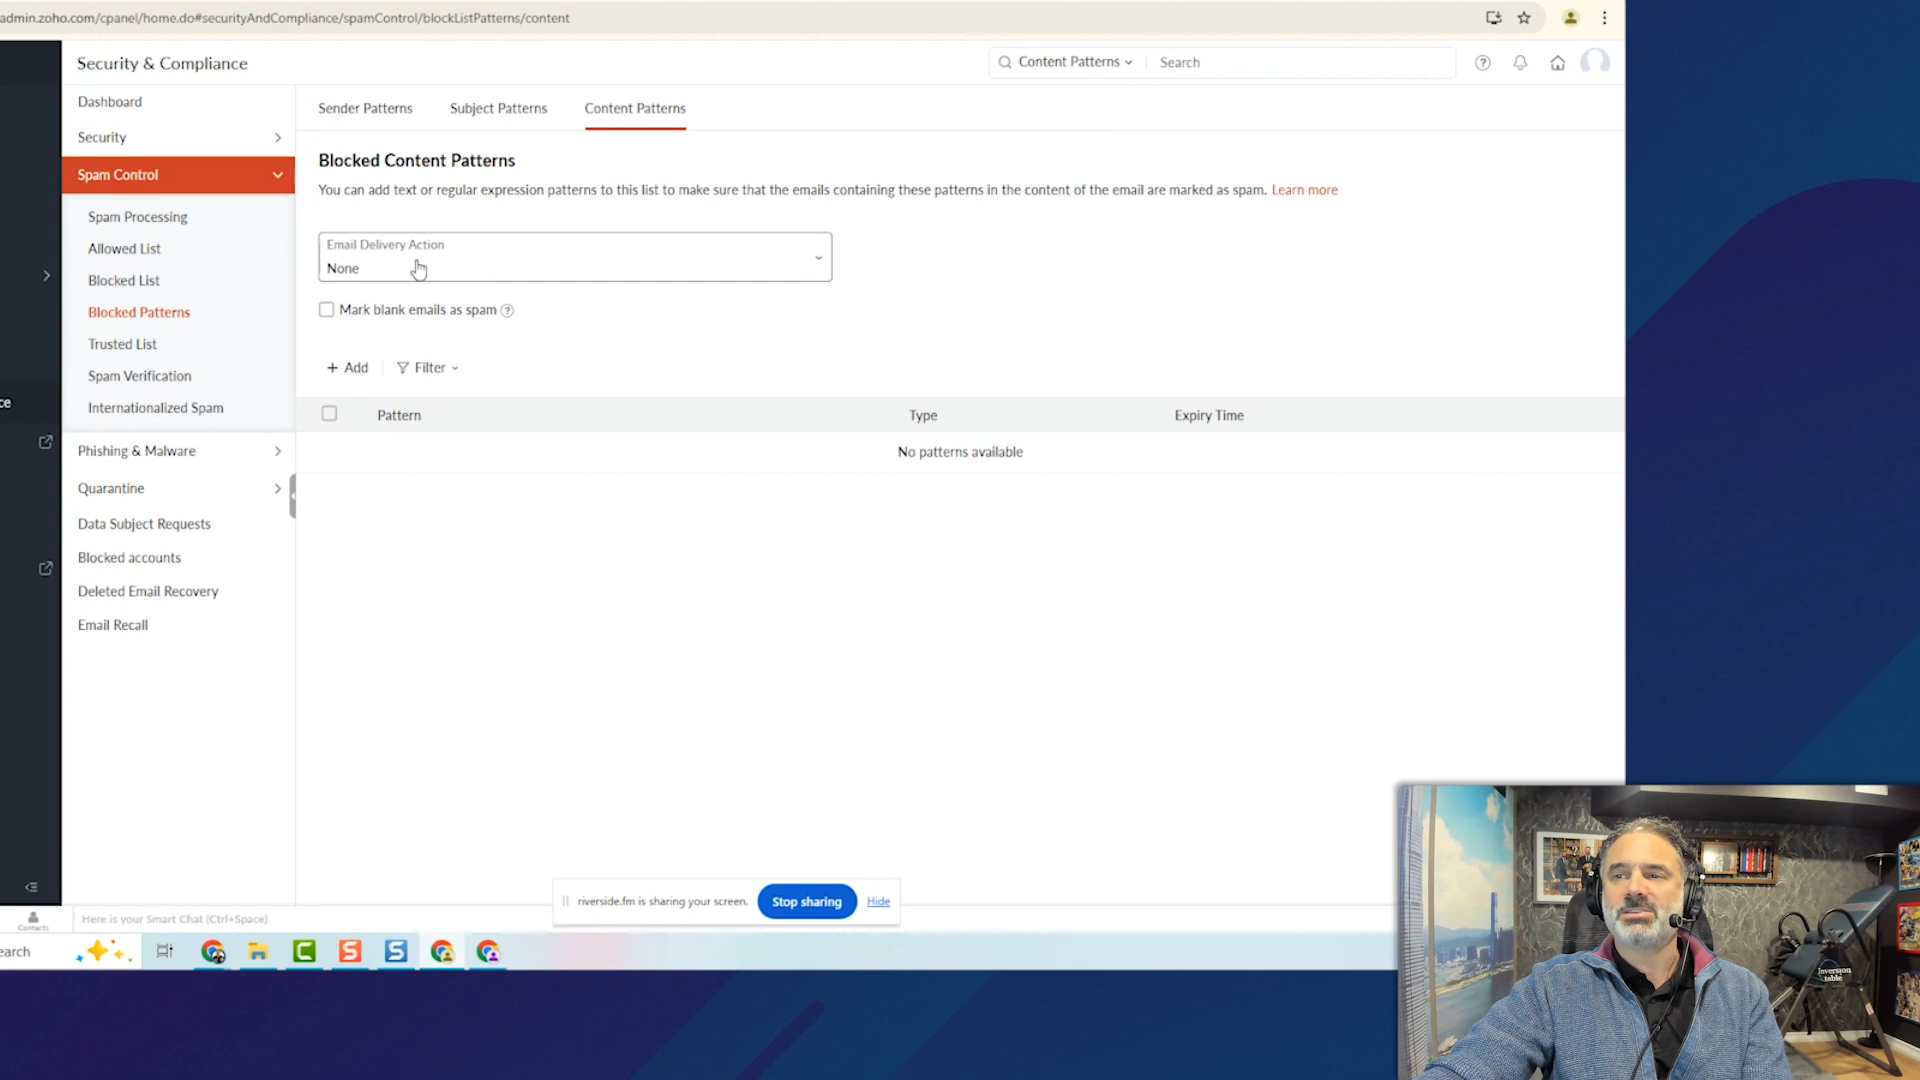 admin.zoho.com/cpanel/home.do#securityAndCompliance/spamControl/blockListPatterns/content
Security & Compliance
Content Patterns
Search
Dashboard
Security
Spam Control
Spam Processing
Allowed List
Blocked List
Blocked Patterns
Trusted List
Spam Verification
Internationalized Spam
Phishing & Malware
Quarantine
Data Subject Requests
Blocked accounts
Deleted Email Recovery
Email Recall
ce
Sender Patterns
Subject Patterns
Content Patterns
Blocked Content Patterns
You can add text or regular expression patterns to this list to make sure that the emails containing these patterns in the content of the email are marked as spam. Learn more
Email Delivery Action
None
Mark blank emails as spam ?
+ Add
Filter
Pattern Type Expiry Time
No patterns available
riverside.fm is sharing your screen. Stop sharing Hide
Contacts
Here is your Smart Chat (Ctrl+Space)
earch
Inversion
table